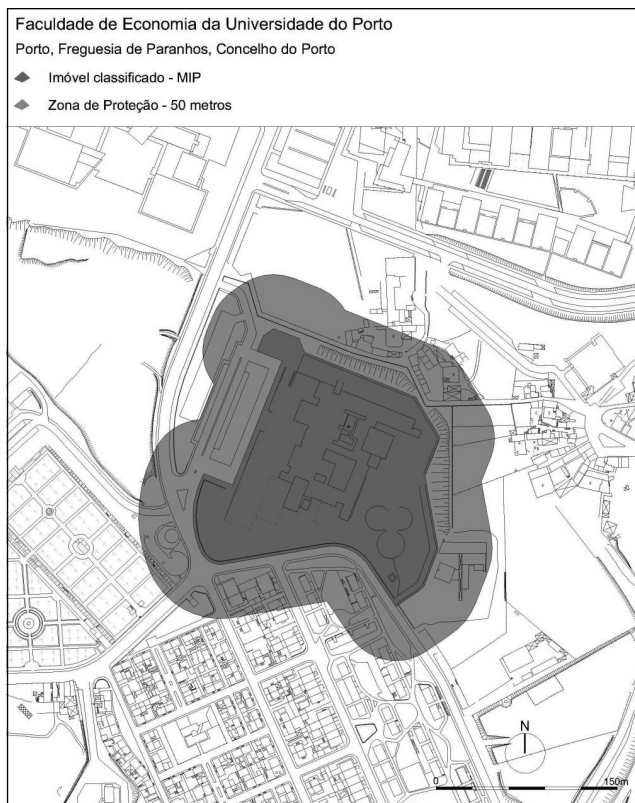 Faculdade de Economia da Universidade do Porto
Porto, Freguesia de Paranhos, Concelho do Porto
Imóvel classificado - MIP
Zona de Proteção - 50 metros
N
0
150m